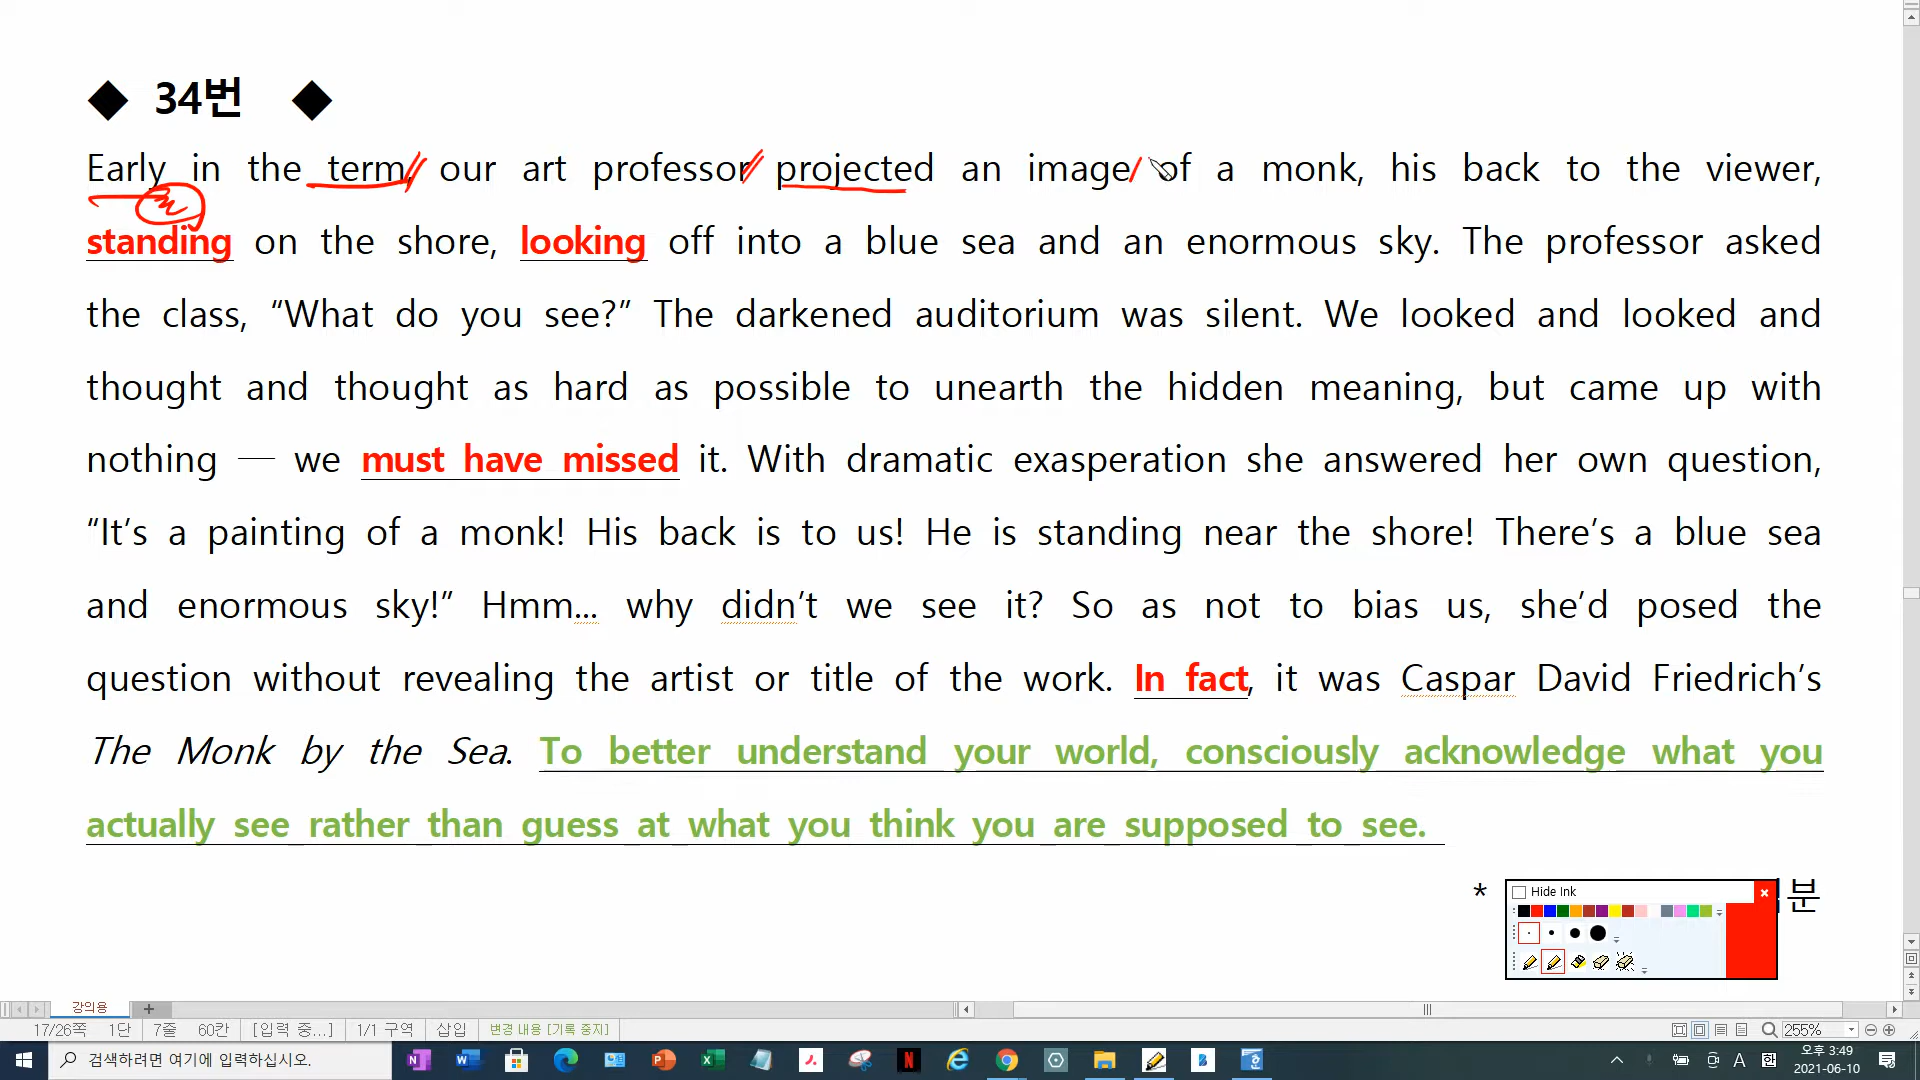 ◆ 34번 ◆
Early in the term, our art professor projected an image of a monk, his back to the viewer,
standing on the shore, looking off into a blue sea and an enormous sky. The professor asked
the class, “What do you see?” The darkened auditorium was silent. We looked and looked and
thought and thought as hard as possible to unearth the hidden meaning, but came up with
nothing — we must have missed it. With dramatic exasperation she answered her own question,
“It’s a painting of a monk! His back is to us! He is standing near the shore! There’s a blue sea
and enormous sky!” Hmm... why didn’t we see it? So as not to bias us, she’d posed the
question without revealing the artist or title of the work. In fact, it was Caspar David Friedrich’s
The Monk by the Sea. To better understand your world, consciously acknowledge what you
actually see rather than guess at what you think you are supposed to see.
*
분
Hide Ink
강의용
17/26쪽 1단 7줄 60칸 [입력 중...] 1/1 구역 삽입 변경 내용 [기록 중지] 255%
검색하려면 여기에 입력하십시오.
A 한 오후 3:49
2021-06-10